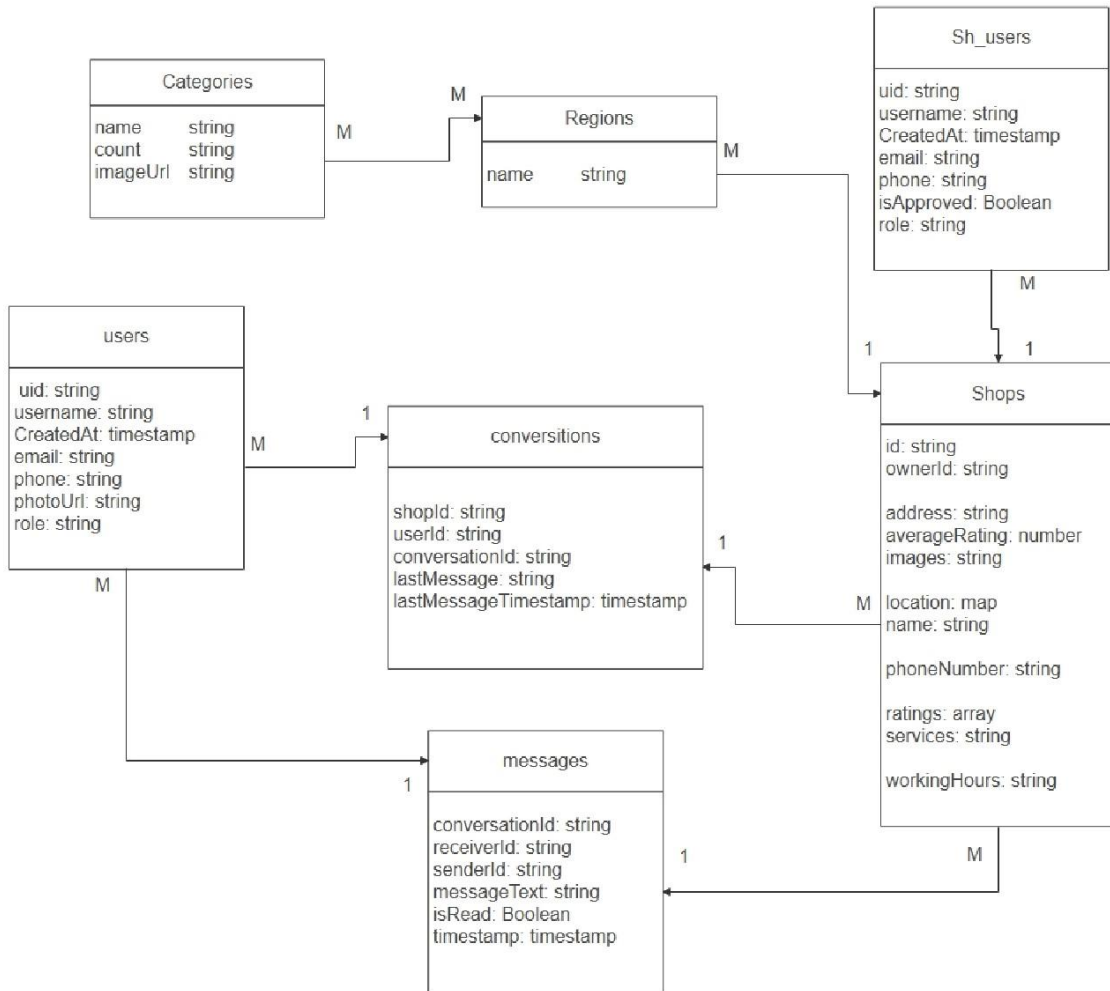 Categories
name string
count string
imageUrl string
M
M
Regions
name string
M
Sh_users
uid: string
username: string
CreatedAt: timestamp
email: string
phone: string
isApproved: Boolean
role: string
M
1
1
users
uid: string
username: string
CreatedAt: timestamp
email: string
phone: string
photoUrl: string
role: string
M
1
M
conversitions
shopId: string
userId: string
conversationId: string
lastMessage: string
lastMessageTimestamp: timestamp
1
M
Shops
id: string
ownerId: string
address: string
averageRating: number
images: string
location: map
name: string
phoneNumber: string
ratings: array
services: string
workingHours: string
M
1
1
messages
conversationId: string
receiverId: string
senderId: string
messageText: string
isRead: Boolean
timestamp: timestamp